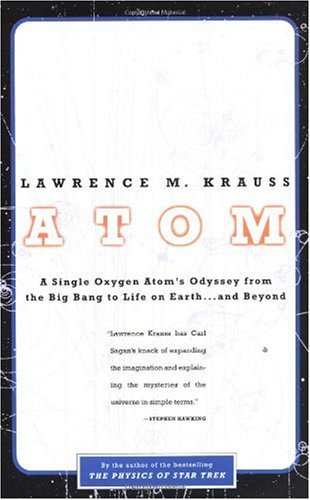 LAWRENCE M. KRAUSS
ATOM
A Single Oxygen Atom's Odyssey from
the Big Bang to Life on Earth...and Beyond
"Lawrence Krauss has Carl
Sagan's knack of expanding
the imagination and explain-
ing the mysteries of the
universe in simple terms."
—STEPHEN HAWKING
By the author of the bestselling
THE PHYSICS OF STAR TREK